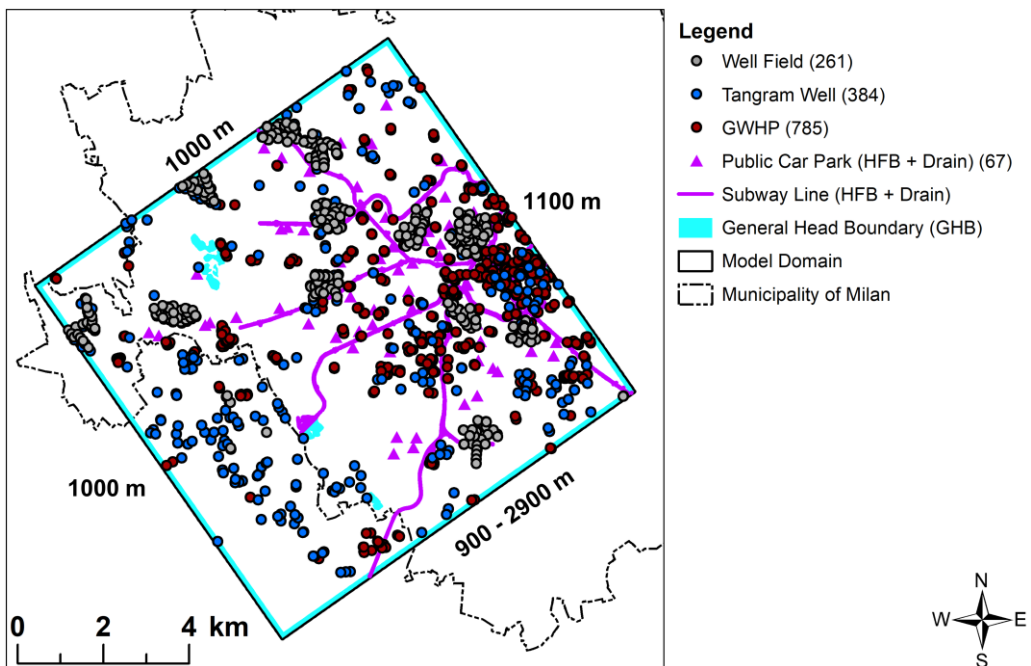 1000 m
1100 m
1000 m
900 - 2900 m
0 2 4 km
Legend
Well Field (261)
Tangram Well (384)
GWHP (785)
Public Car Park (HFB + Drain) (67)
Subway Line (HFB + Drain)
General Head Boundary (GHB)
Model Domain
Municipality of Milan
N
W E
S